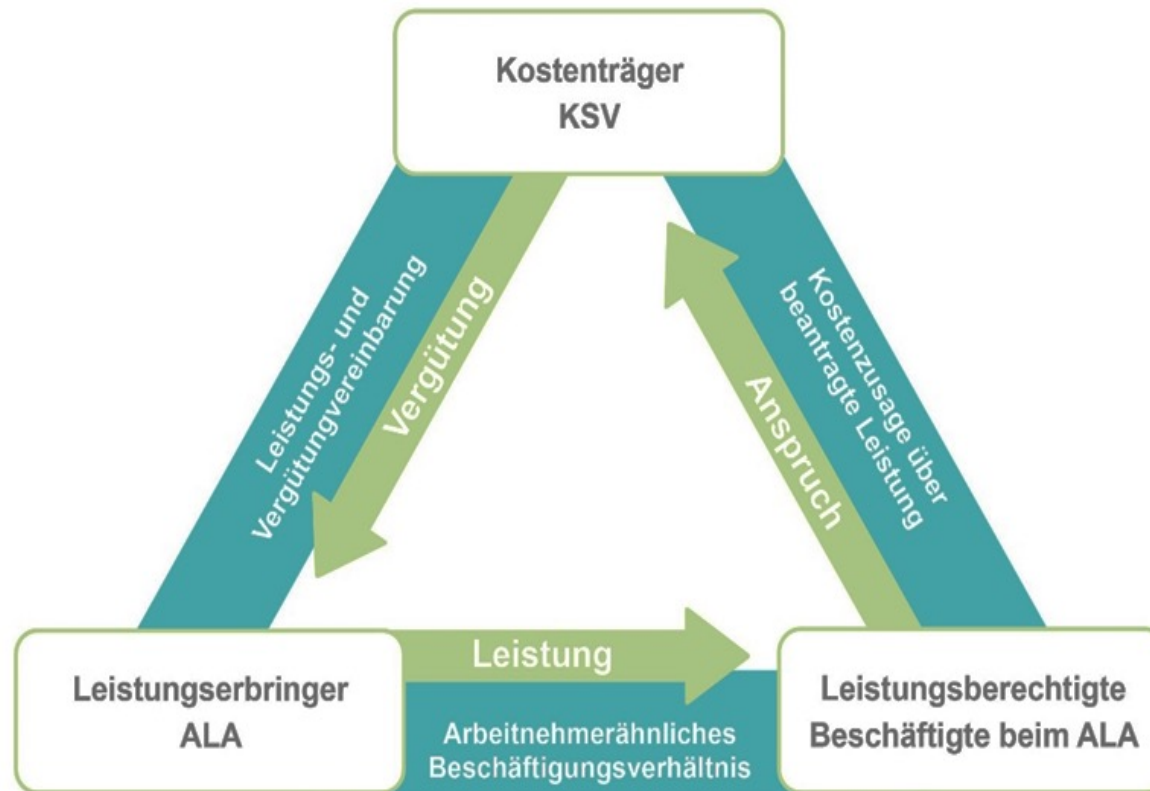 Kostenträger
KSV
Leistungs- und
Vergütungvereinbarung
Vergütung
Anspruch
Kostenzusage über
beantragte Leistung
Leistungserbringer
ALA
Leistung
Arbeitnehmerähnliches
Beschäftigungsverhältnis
Leistungsberechtigte
Beschäftigte beim ALA